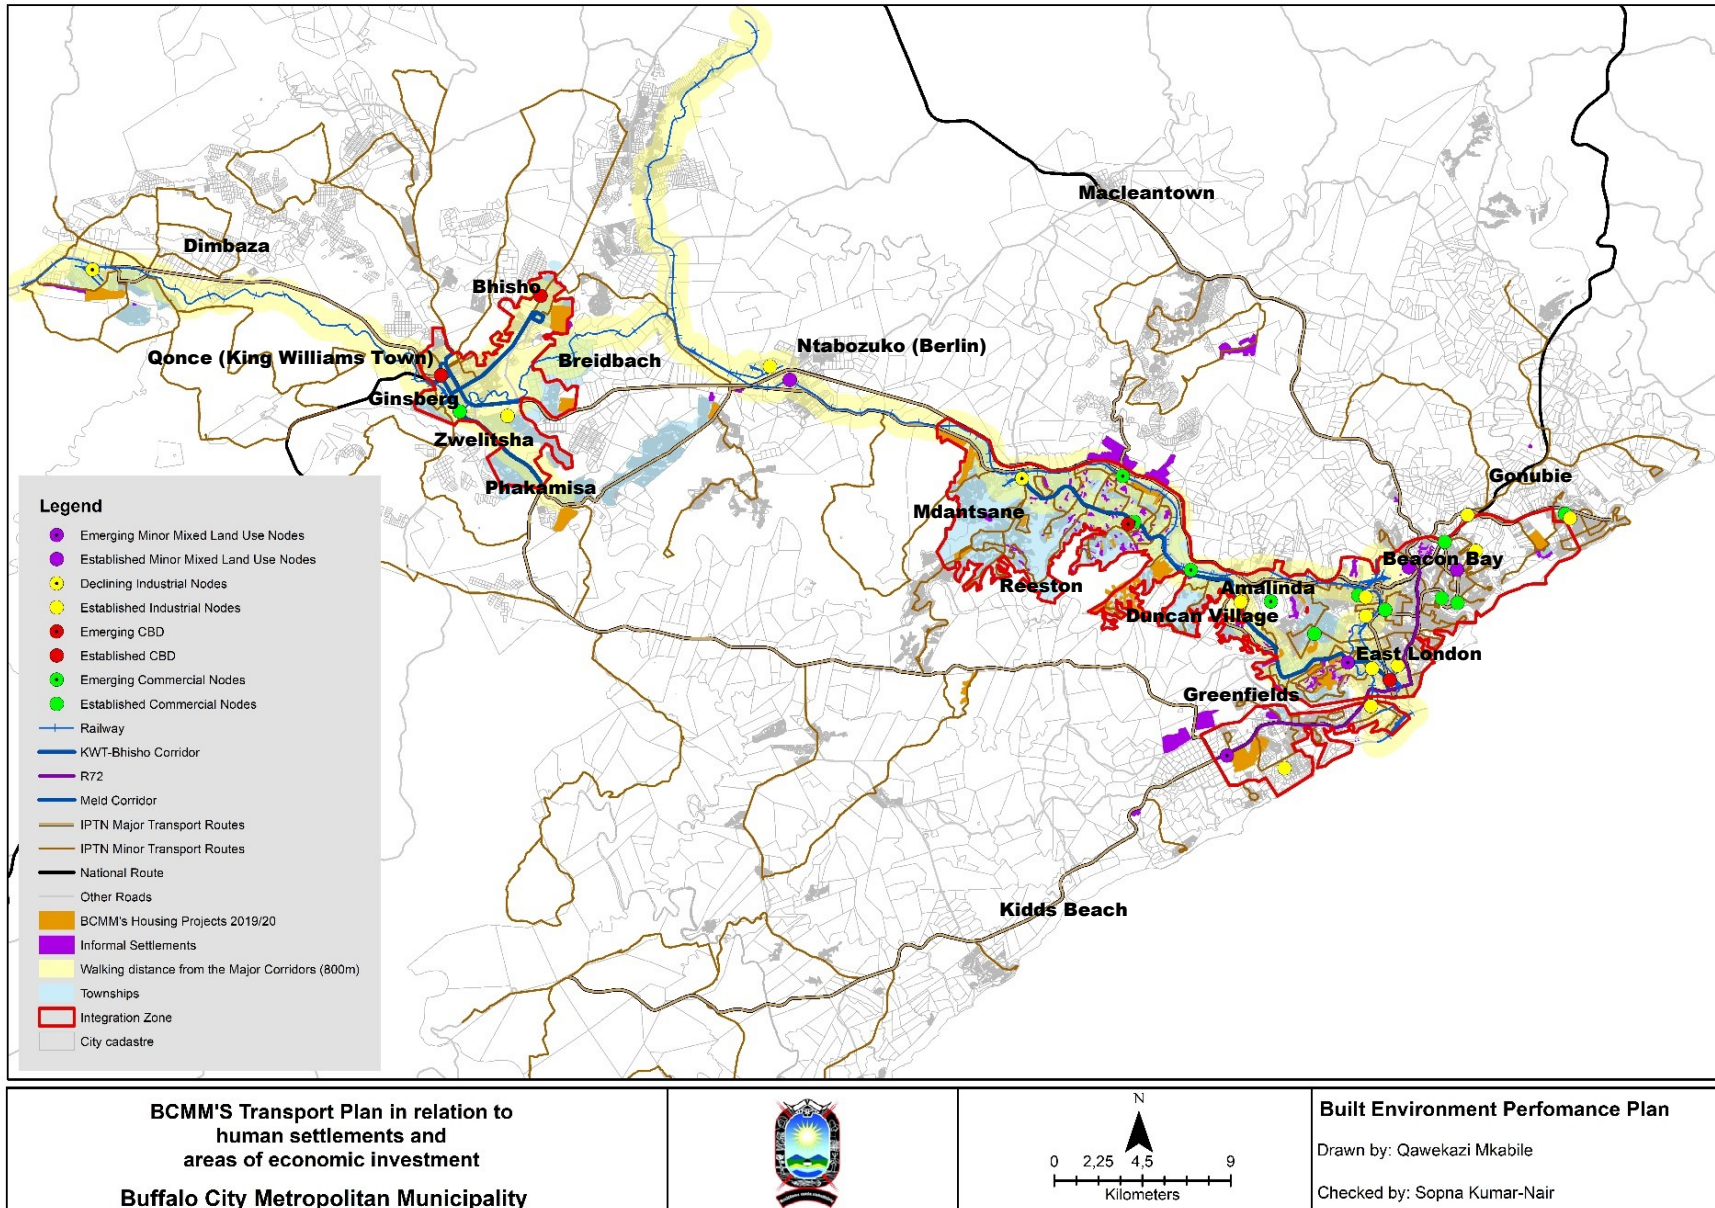 Macleantown
Dimbaza
Bhisho
Ntabozuko (Berlin)
Qonce (King Williams Town)
Breidbach
Ginsberg
Zwelitsha
Gonubie
Phakamisa
Mdantsane
Beacon Bay
Reeston
Amalinda
Duncan Village
East London
Greenfields
Kidds Beach
Legend
Emerging Minor Mixed Land Use Nodes
Established Minor Mixed Land Use Nodes
Declining Industrial Nodes
Established Industrial Nodes
Emerging CBD
Established CBD
Emerging Commercial Nodes
Established Commercial Nodes
Railway
KWT-Bhisho Corridor
R72
Meld Corridor
IPTN Major Transport Routes
IPTN Minor Transport Routes
National Route
Other Roads
BCMM's Housing Projects 2019/20
Informal Settlements
Walking distance from the Major Corridors (800m)
Townships
Integration Zone
City cadastre
BCMM'S Transport Plan in relation to
human settlements and
areas of economic investment
Buffalo City Metropolitan Municipality
N
0 2,25 4,5 9
Kilometers
Built Environment Perfomance Plan
Drawn by: Qawekazi Mkabile
Checked by: Sopna Kumar-Nair